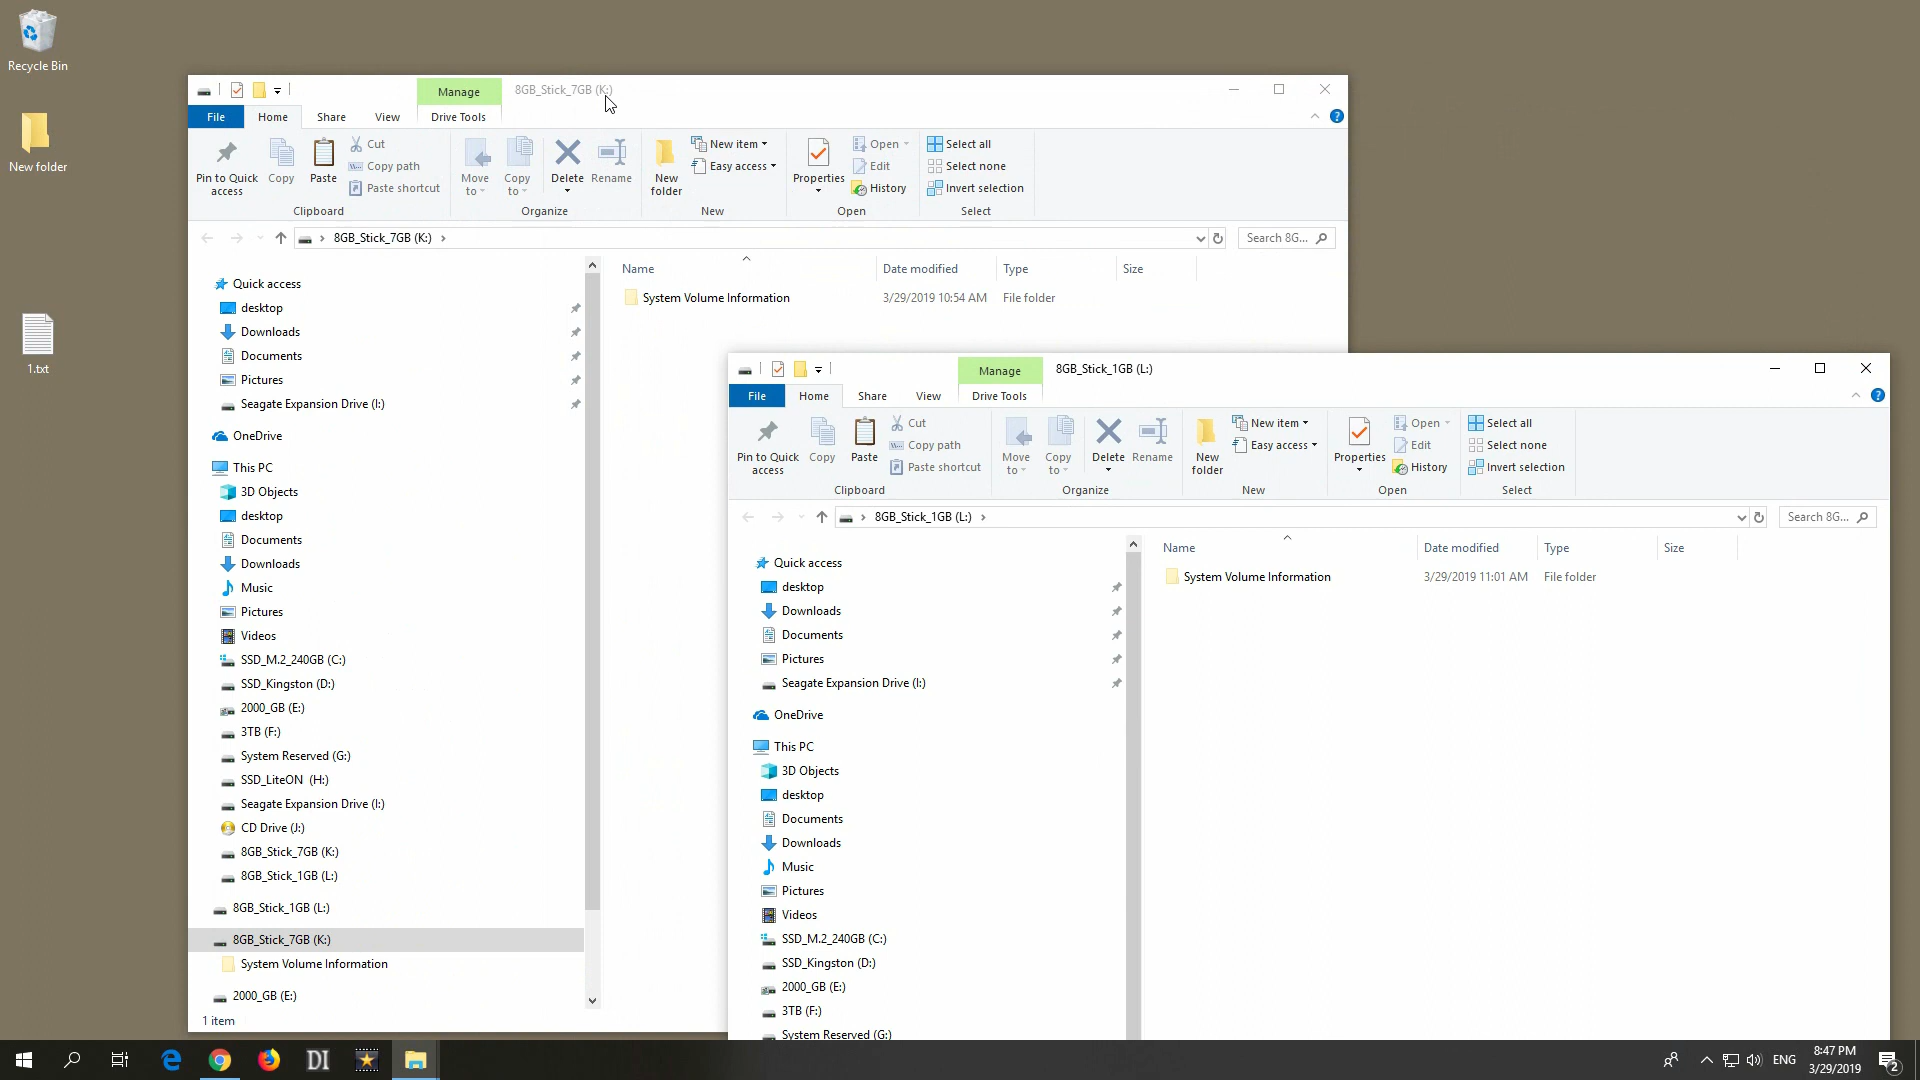 Recycle Bin
New folder
1.txt
Manage
8GB_Stick_7GB (K:)
File
Home
Share
View
Drive Tools
Pin to Quick access
Copy
Paste
Cut
Copy path
Paste shortcut
Clipboard
Move to
Copy to
Delete
Rename
Organize
New folder
New item
Easy access
New
Properties
Open
Edit
History
Open
Select all
Select none
Invert selection
Select
8GB_Stick_7GB (K:)
Search 8G...
Name
Date modified
Type
Size
System Volume Information
3/29/2019 10:54 AM
File folder
Quick access
desktop
Downloads
Documents
Pictures
Seagate Expansion Drive (I:)
OneDrive
This PC
3D Objects
desktop
Documents
Downloads
Music
Pictures
Videos
SSD_M.2_240GB (C:)
SSD_Kingston (D:)
2000_GB (E:)
3TB (F:)
System Reserved (G:)
SSD_LiteON (H:)
Seagate Expansion Drive (I:)
CD Drive (J:)
8GB_Stick_7GB (K:)
8GB_Stick_1GB (L:)
8GB_Stick_1GB (L:)
8GB_Stick_7GB (K:)
System Volume Information
2000_GB (E:)
1 item
Manage
8GB_Stick_1GB (L:)
File
Home
Share
View
Drive Tools
Pin to Quick access
Copy
Paste
Cut
Copy path
Paste shortcut
Clipboard
Move to
Copy to
Delete
Rename
Organize
New folder
New item
Easy access
New
Properties
Open
Edit
History
Open
Select all
Select none
Invert selection
Select
8GB_Stick_1GB (L:)
Search 8G...
Name
Date modified
Type
Size
System Volume Information
3/29/2019 11:01 AM
File folder
Quick access
desktop
Downloads
Documents
Pictures
Seagate Expansion Drive (I:)
OneDrive
This PC
3D Objects
desktop
Documents
Downloads
Music
Pictures
Videos
SSD_M.2_240GB (C:)
SSD_Kingston (D:)
2000_GB (E:)
3TB (F:)
System Reserved (G:)
DI
ENG
8:47 PM
3/29/2019
2